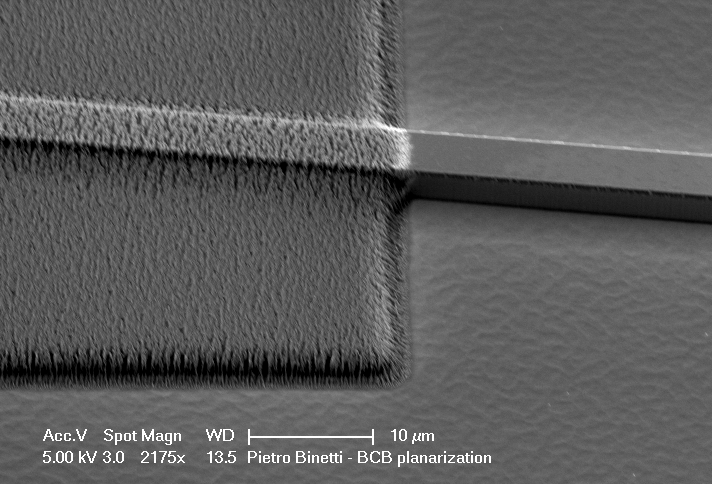 Acc.V Spot Magn WD 10 µm
5.00 kV 3.0 2175x 13.5 Pietro Binetti - BCB planarization